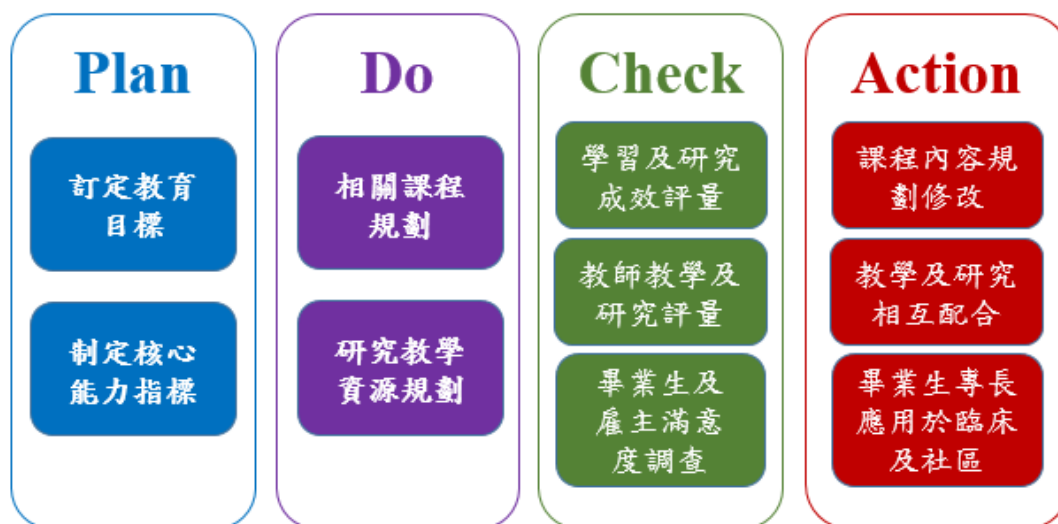 Plan
訂定教育
目標
制定核心
能力指標
Do
相關課程
規劃
研究教學
資源規劃
Check
學習及研究
成效評量
教師教學及
研究評量
畢業生及
雇主滿意
度調查
Action
課程內容規
劃修改
教學及研究
相互配合
畢業生專長
應用於臨床
及社區